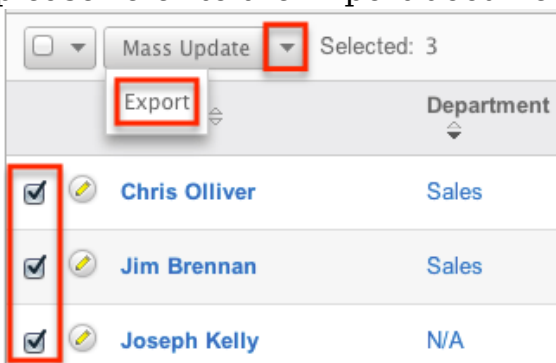 Mass Update Selected: 3
Export
Department
Chris Olliver Sales
Jim Brennan Sales
Joseph Kelly N/A